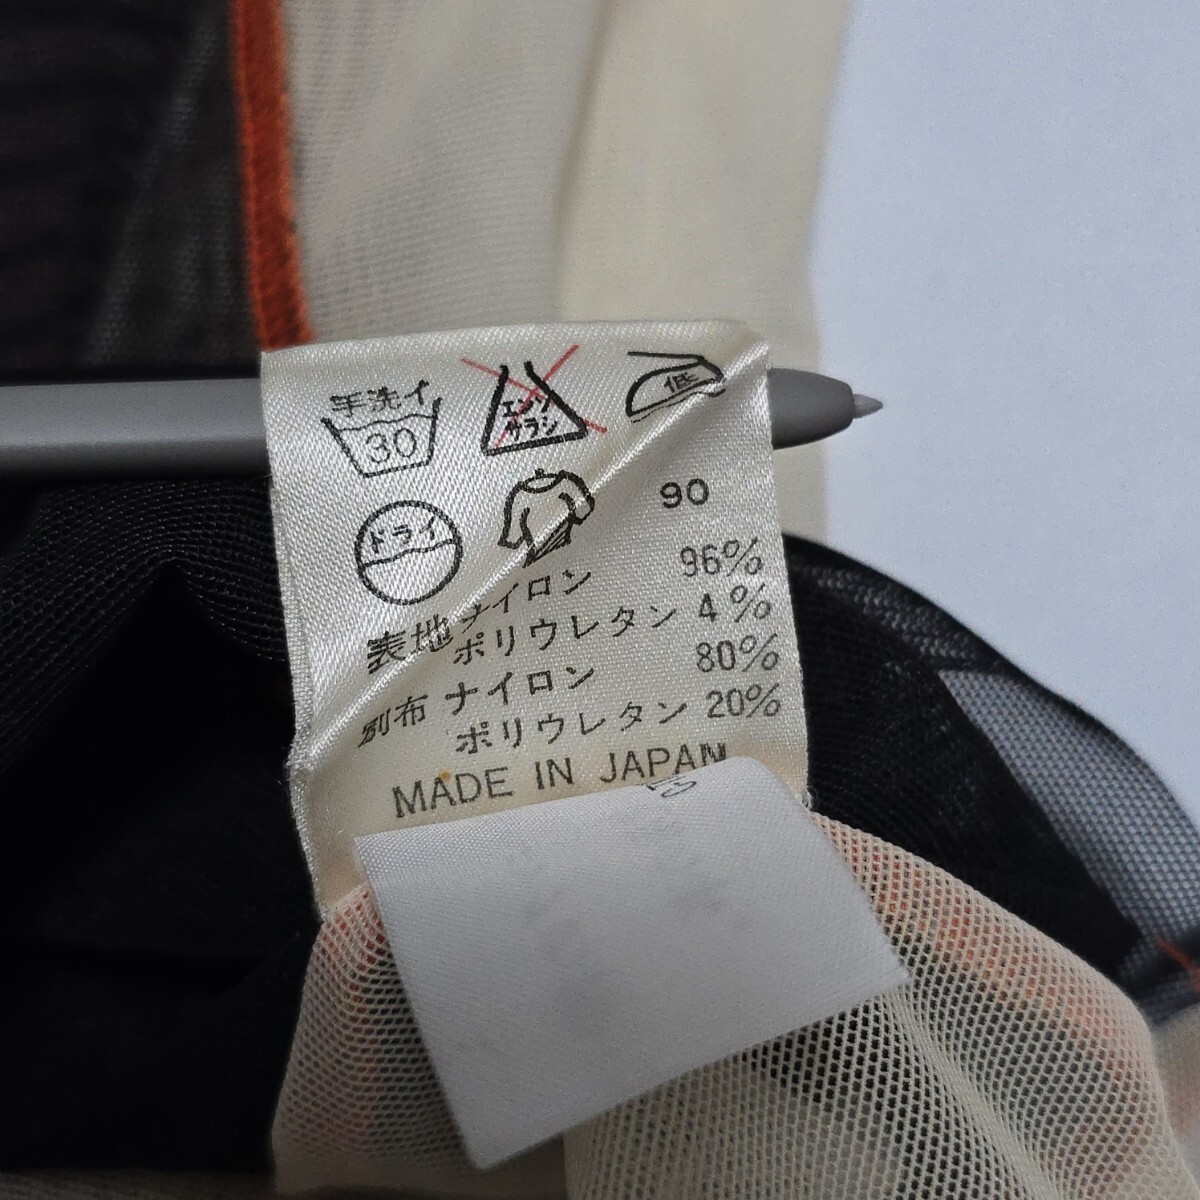 手洗イ
30
エンソ
サラシ
低
ドライ
90
表地 ナイロン 96%
ポリウレタン 4%
別布 ナイロン 80%
ポリウレタン 20%
MADE IN JAPAN